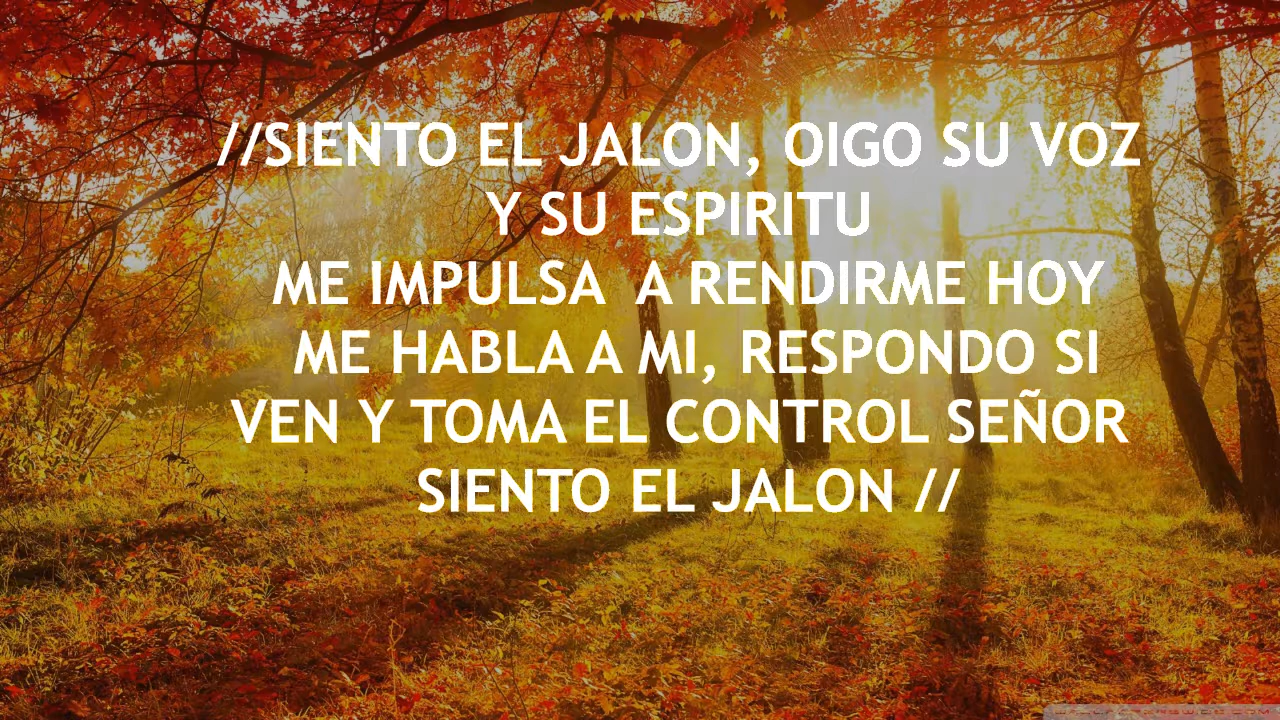 //SIENTO EL JALON, OIGO SU VOZ
Y SU ESPIRITU
ME IMPULSA  A RENDIRME HOY
ME HABLA A MI, RESPONDO SI
VEN Y TOMA EL CONTROL SEÑOR
SIENTO EL JALON //